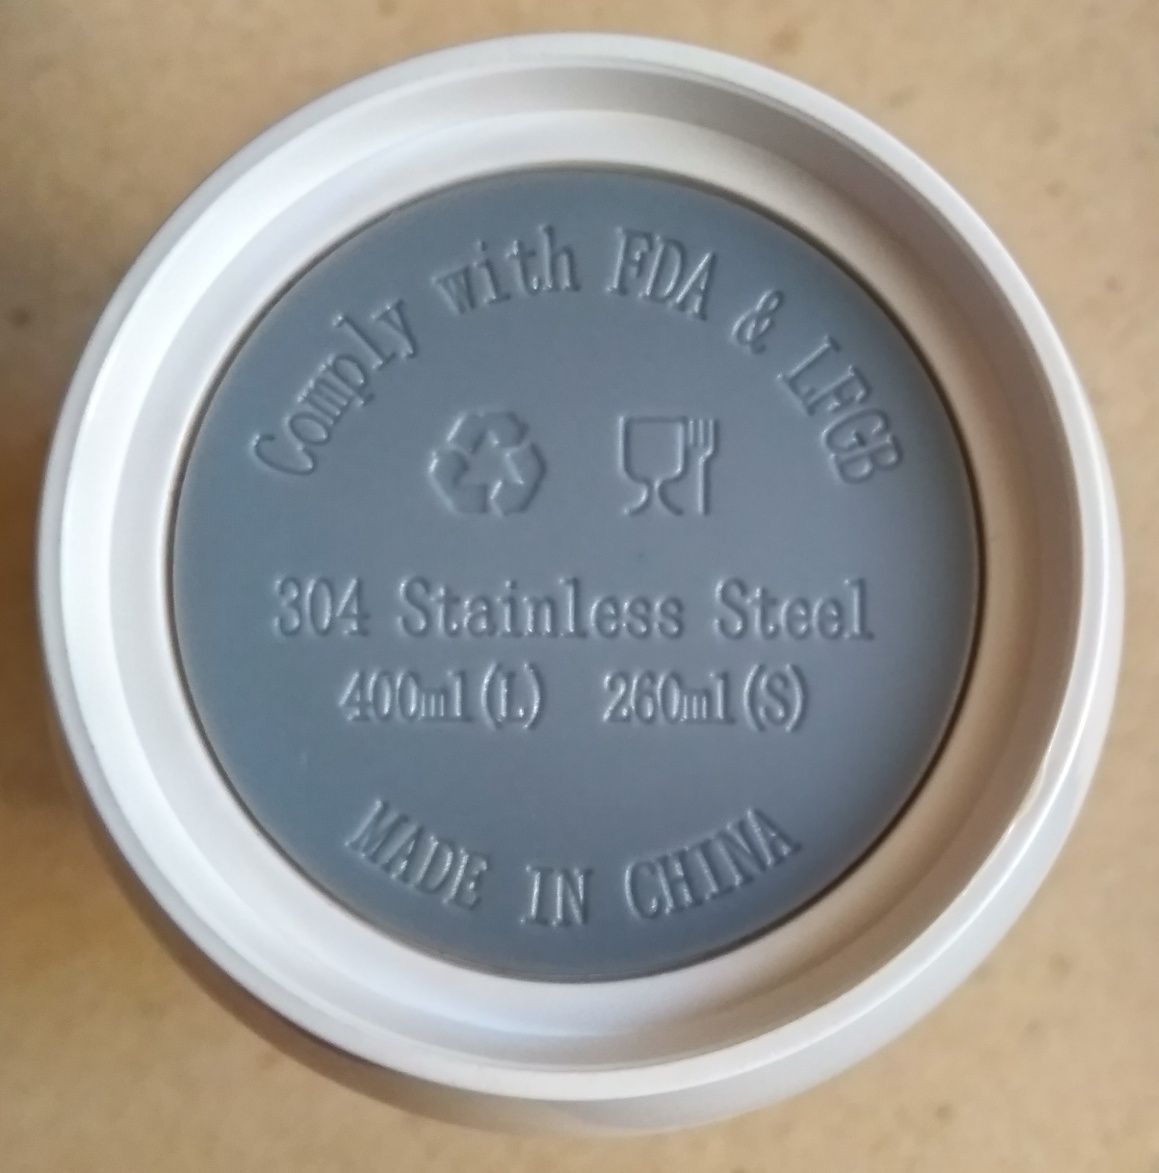 Comply with FDA & LFGB
304 Stainless Steel
400ml(L) 260ml(S)
MADE IN CHINA